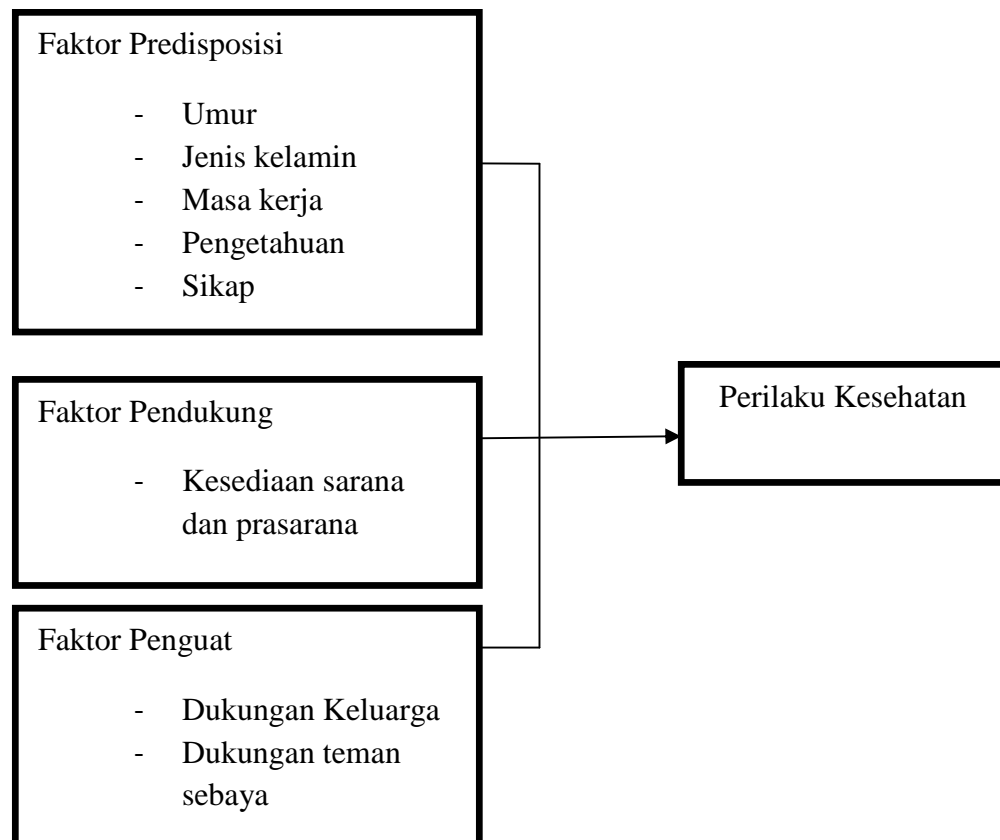 Faktor Predisposisi
- Umur
- Jenis kelamin
- Masa kerja
- Pengetahuan
- Sikap
Faktor Pendukung
- Kesediaan sarana
dan prasarana
Faktor Penguat
- Dukungan Keluarga
- Dukungan teman
sebaya
Perilaku Kesehatan